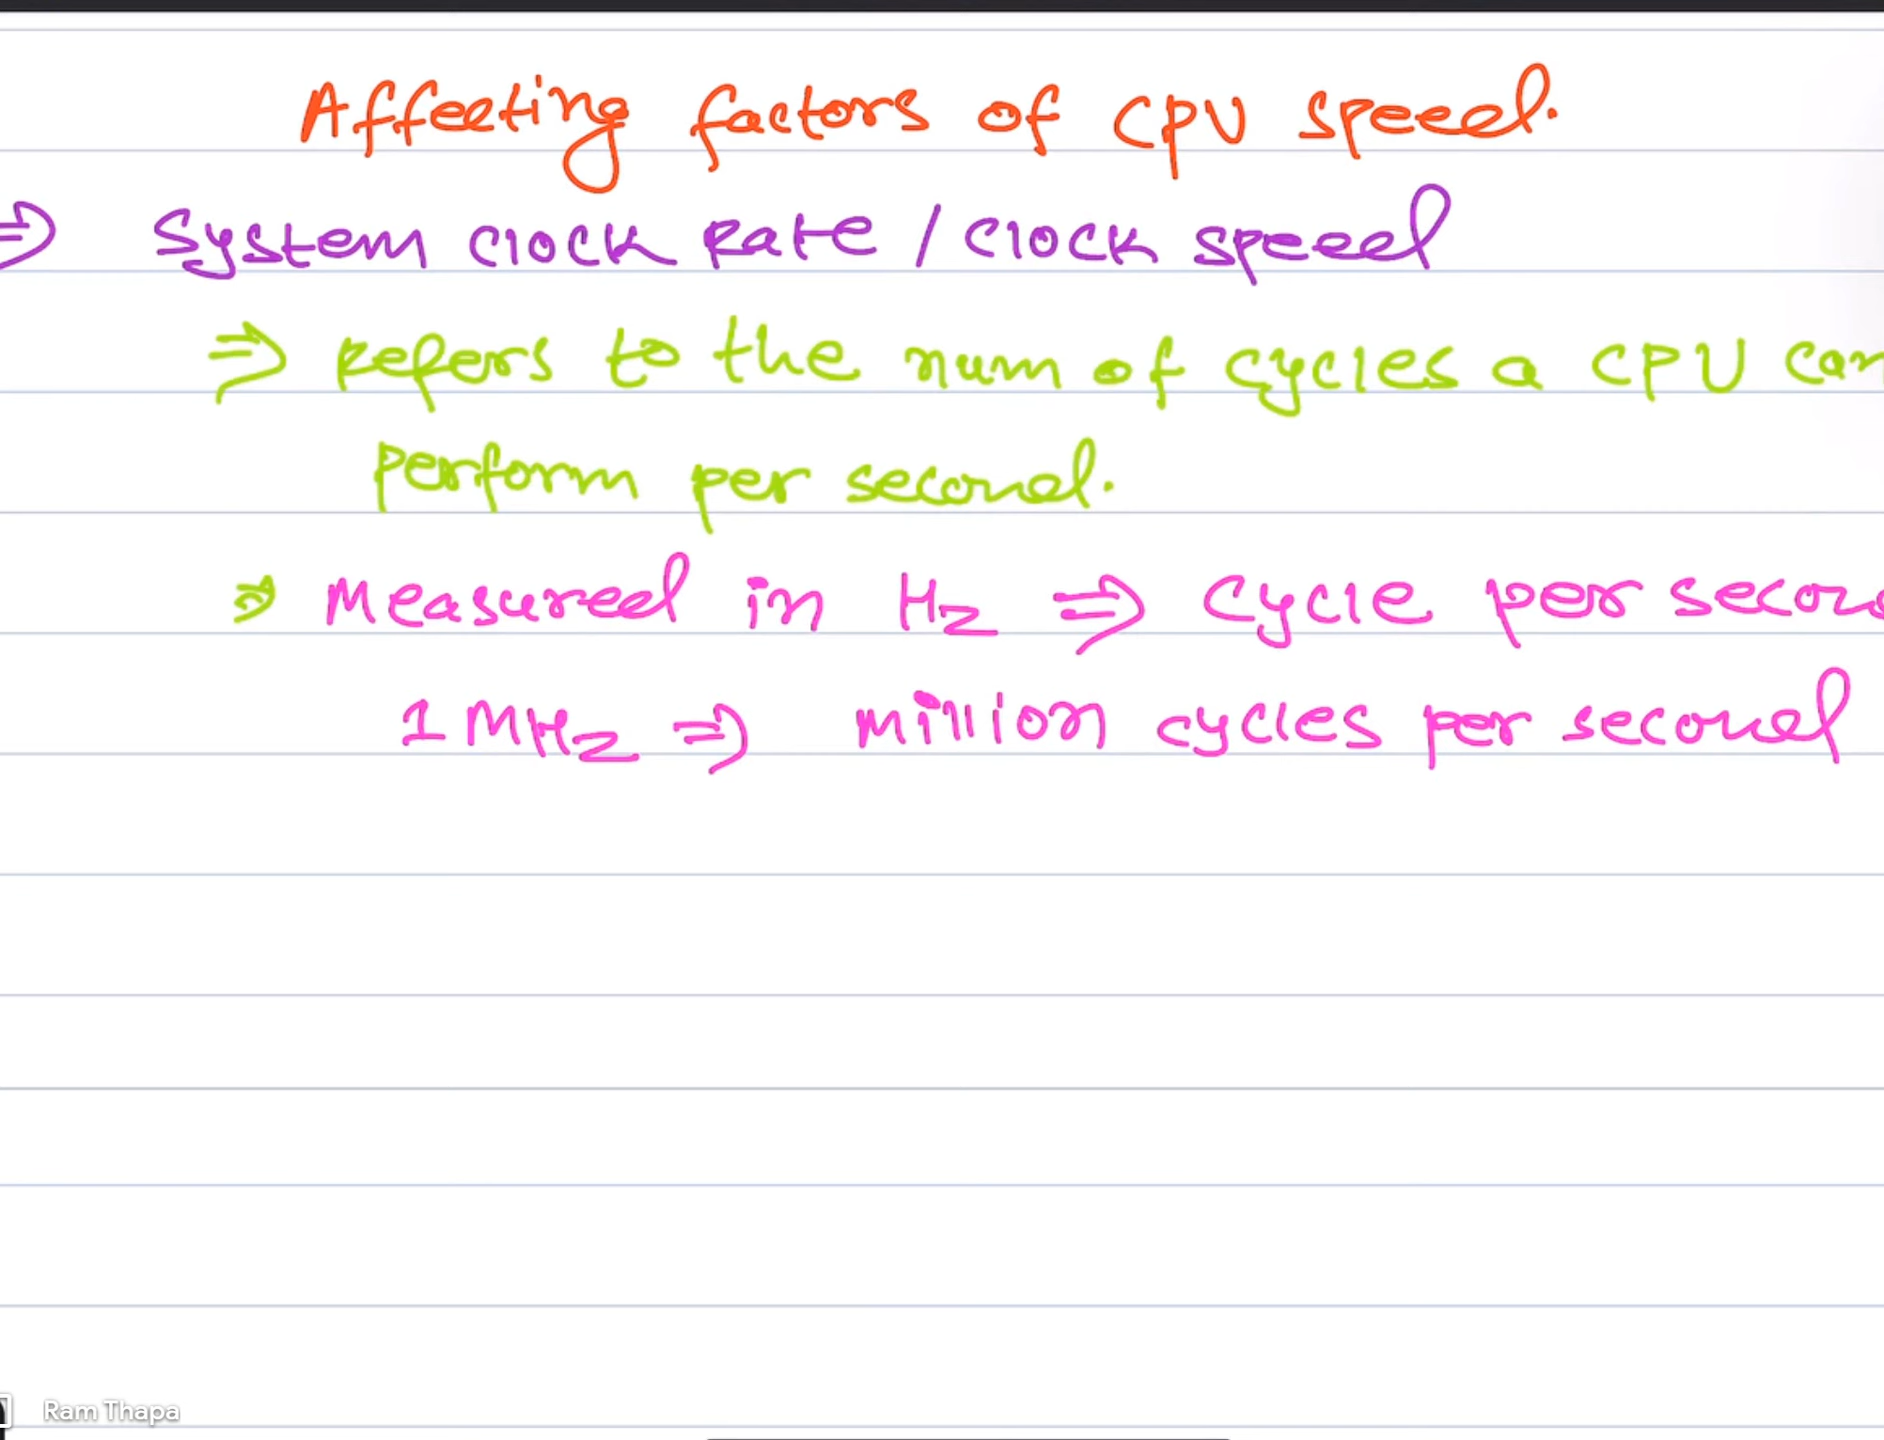 Affecting factors of CPU speed.
⇒ System clock Rate / clock speed
⇒ Refers to the num of cycles a CPU can
perform per second.
⇒ Measured in Hz ⇒ Cycle per secon
1 MHz ⇒ million cycles per second
Ram Thapa